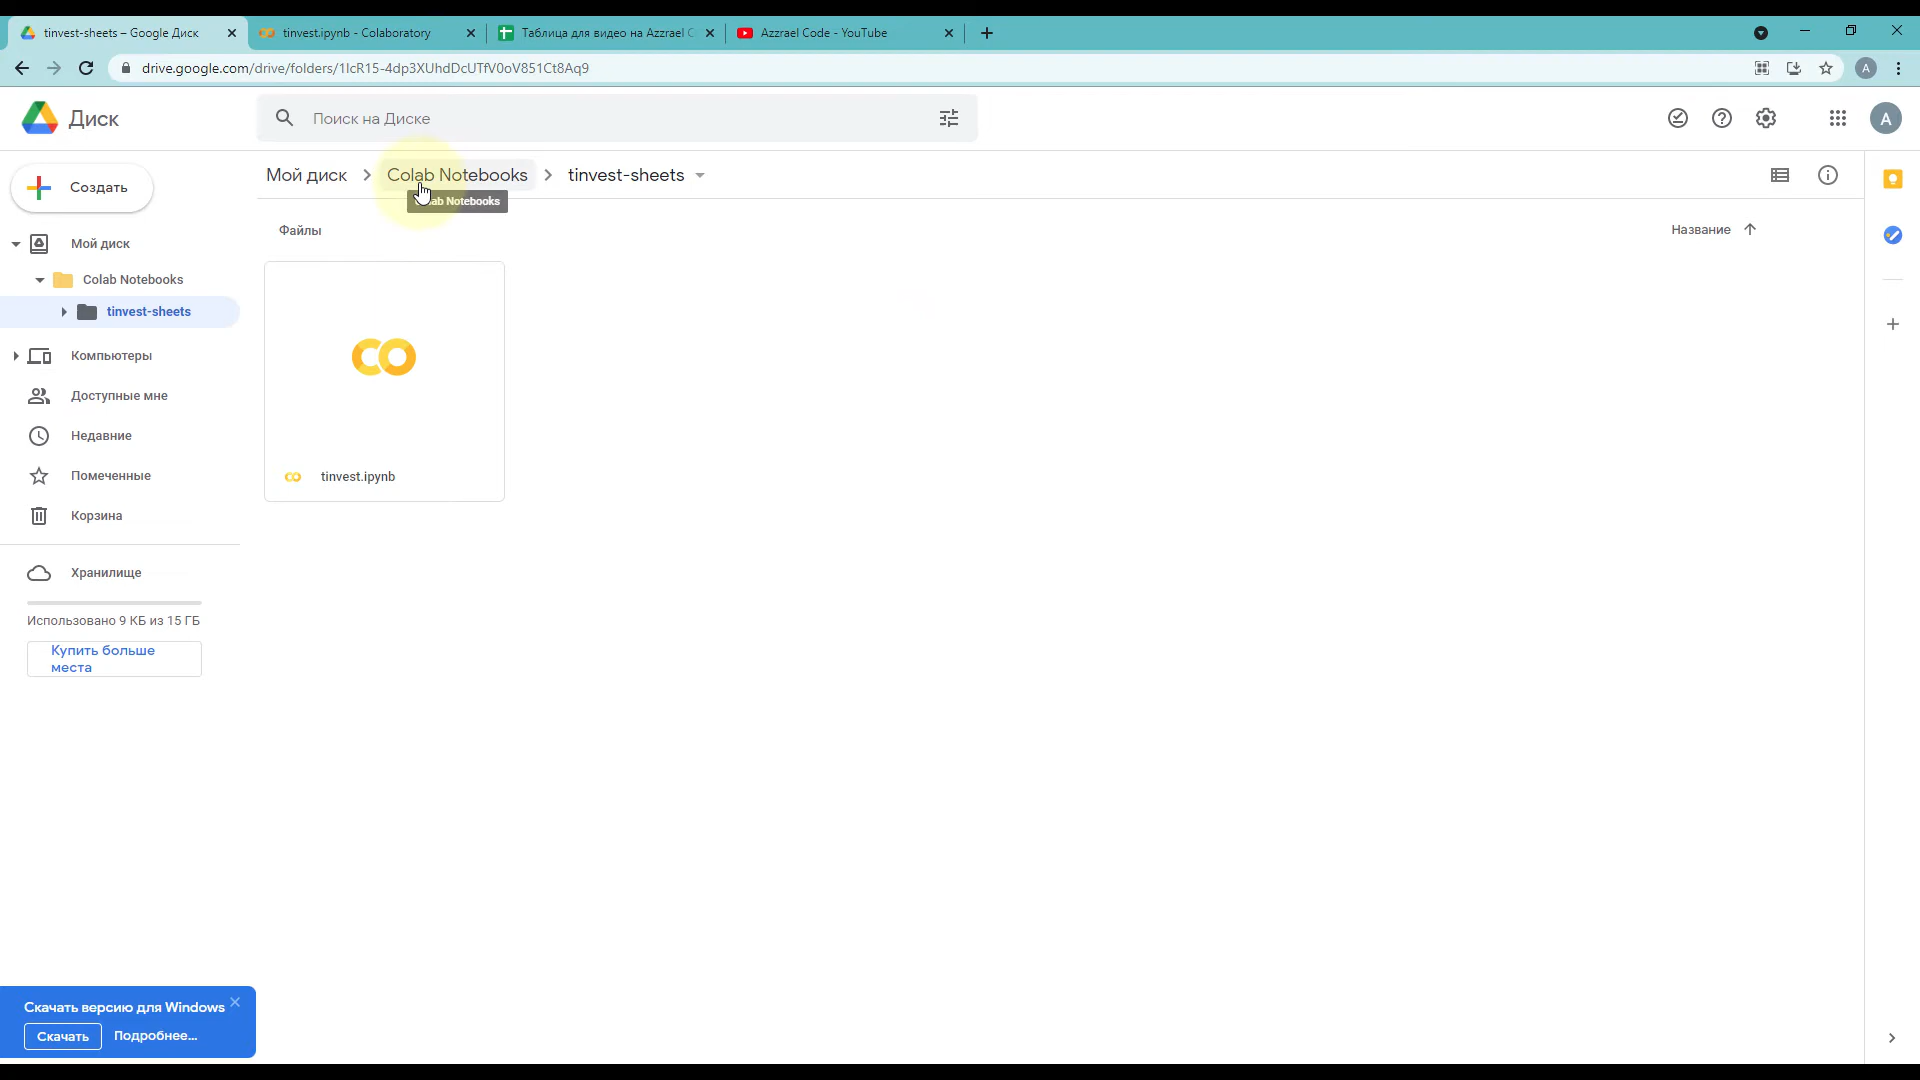 tinvest-sheets – Google Диск
tinvest.ipynb - Colaboratory
Таблица для видео на Azzrael C
Azzrael Code - YouTube
drive.google.com/drive/folders/1lcR15-4dp3XUhdDcUTfV0oV851Ct8Aq9
A
Диск
Поиск на Диске
A
Создать
Мой диск
Colab Notebooks
tinvest-sheets
Colab Notebooks
Файлы
Название
Мой диск
Colab Notebooks
tinvest-sheets
Компьютеры
Доступные мне
Недавние
Помеченные
Корзина
tinvest.ipynb
Хранилище
Использовано 9 КБ из 15 ГБ
Купить больше
места
Скачать версию для Windows
Скачать
Подробнее...